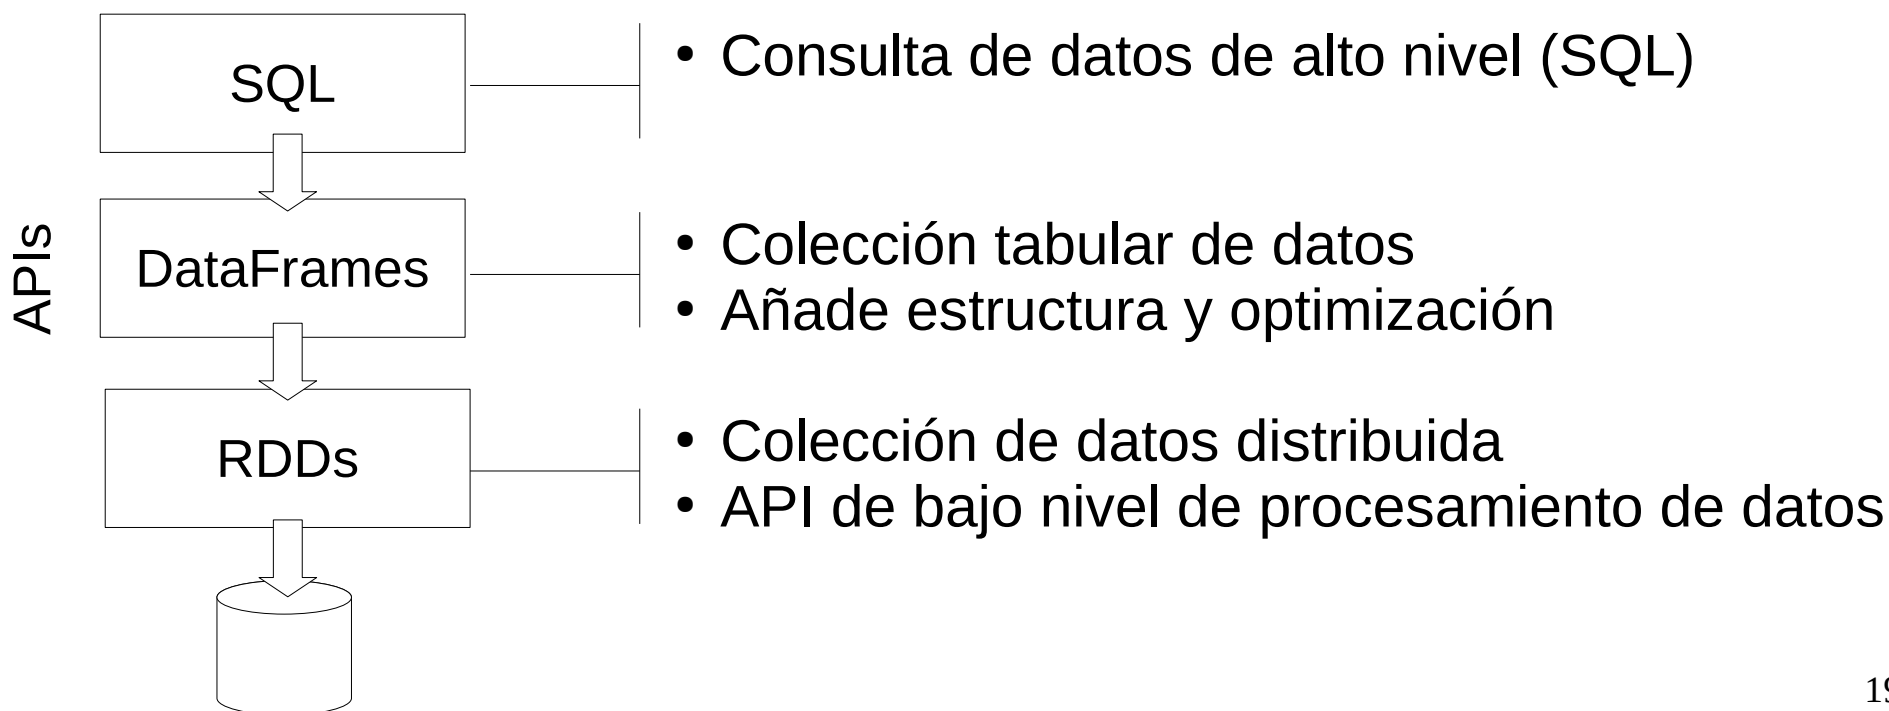 SQL
• Consulta de datos de alto nivel (SQL)
APIs
DataFrames
• Colección tabular de datos
• Añade estructura y optimización
RDDs
• Colección de datos distribuida
• API de bajo nivel de procesamiento de datos
19